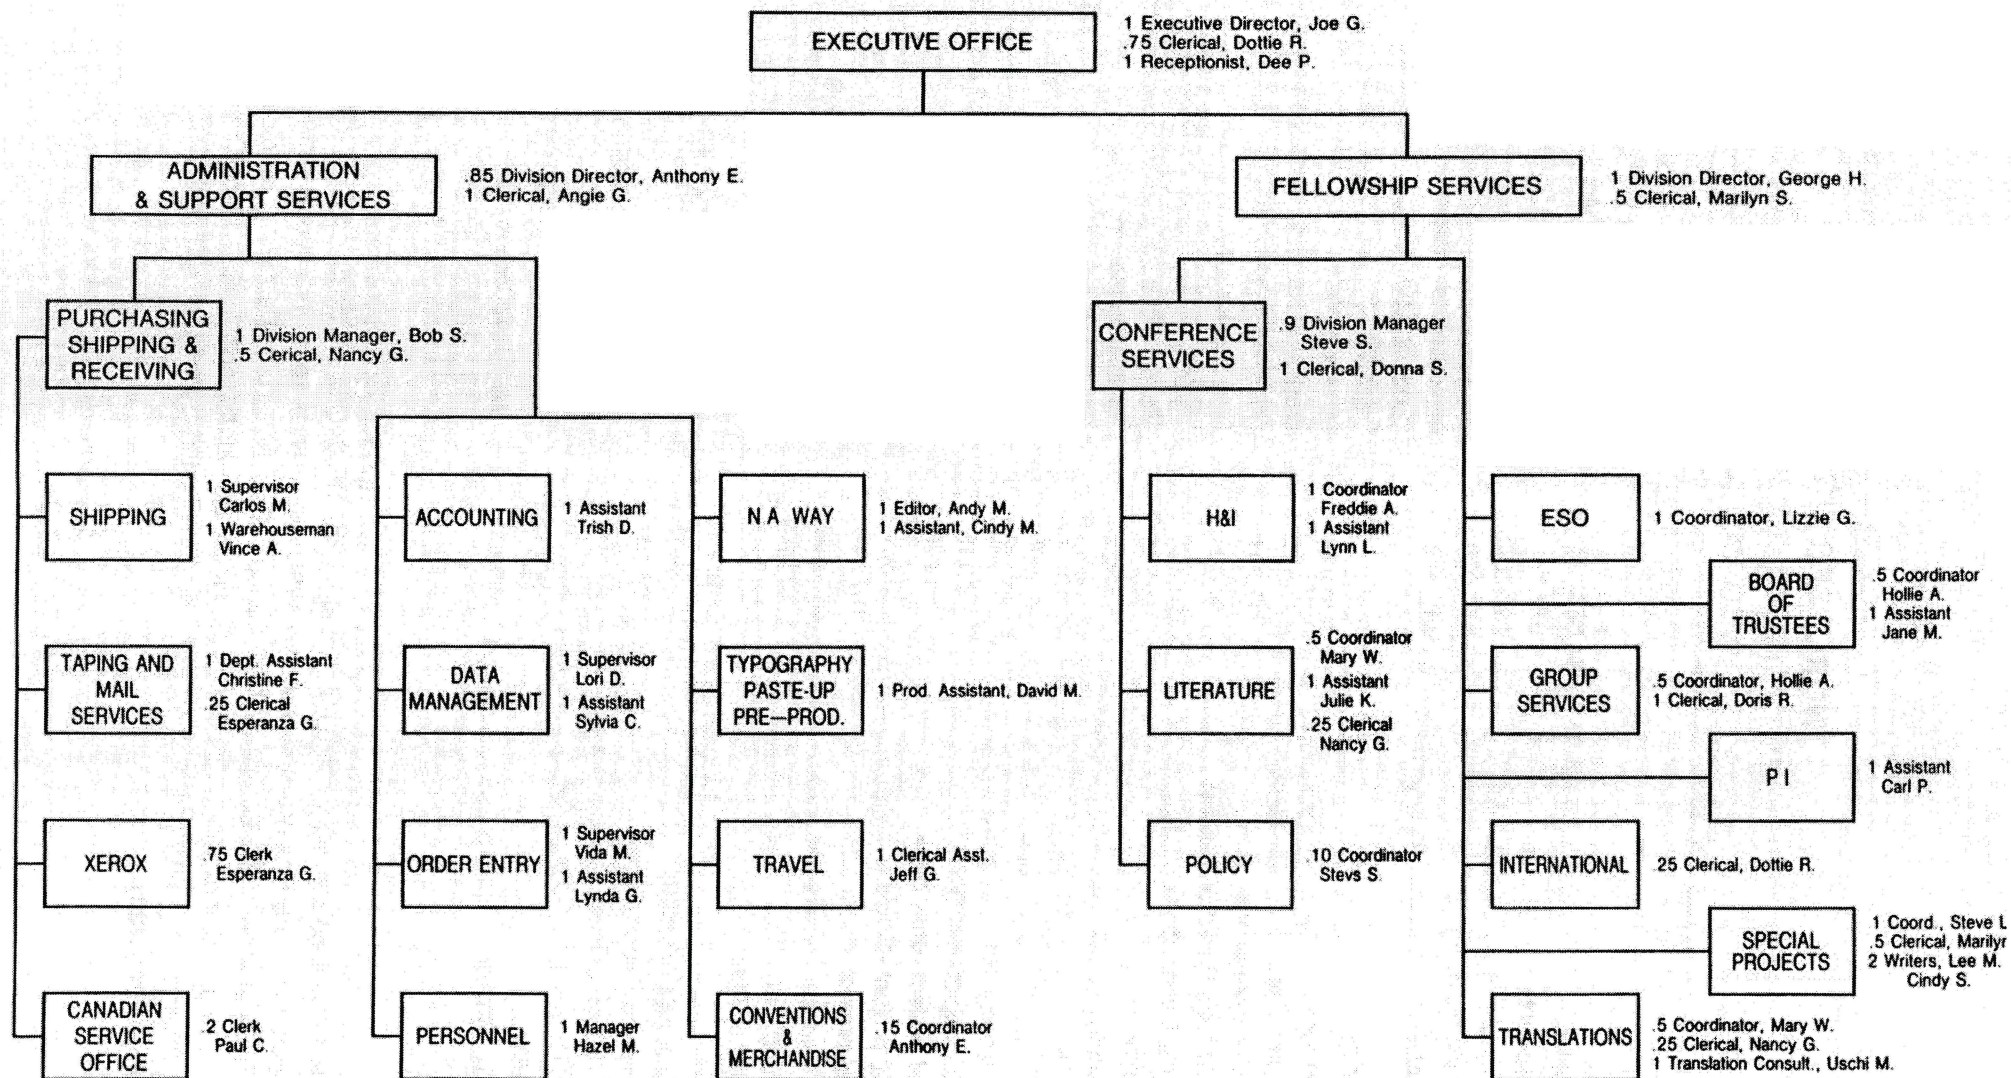 EXECUTIVE OFFICE
1 Executive Director, Joe G.
.75 Clerical, Dottie R.
1 Receptionist, Dee P.
ADMINISTRATION
& SUPPORT SERVICES
.85 Division Director, Anthony E.
1 Clerical, Angie G.
FELLOWSHIP SERVICES
1 Division Director, George H.
.5 Clerical, Marilyn S.
PURCHASING
SHIPPING &
RECEIVING
1 Division Manager, Bob S.
.5 Cerical, Nancy G.
CONFERENCE
SERVICES
.9 Division Manager
Steve S.
1 Clerical, Donna S.
SHIPPING
1 Supervisor
Carlos M.
1 Warehouseman
Vince A.
ACCOUNTING
1 Assistant
Trish D.
N A WAY
1 Editor, Andy M.
1 Assistant, Cindy M.
H&I
1 Coordinator
Freddie A.
1 Assistant
Lynn L.
ESO
1 Coordinator, Lizzie G.
BOARD
OF
TRUSTEES
.5 Coordinator
Hollie A.
1 Assistant
Jane M.
TAPING AND
MAIL
SERVICES
1 Dept. Assistant
Christine F.
.25 Clerical
Esperanza G.
DATA
MANAGEMENT
1 Supervisor
Lori D.
1 Assistant
Sylvia C.
TYPOGRAPHY
PASTE-UP
PRE—PROD.
1 Prod. Assistant, David M.
LITERATURE
.5 Coordinator
Mary W.
1 Assistant
Julie K.
.25 Clerical
Nancy G.
GROUP
SERVICES
.5 Coordinator, Hollie A.
1 Clerical, Doris R.
P I
1 Assistant
Carl P.
XEROX
.75 Clerk
Esperanza G.
ORDER ENTRY
1 Supervisor
Vida M.
1 Assistant
Lynda G.
TRAVEL
1 Clerical Asst.
Jeff G.
POLICY
.10 Coordinator
Stevs S.
INTERNATIONAL
.25 Clerical, Dottie R.
SPECIAL
PROJECTS
1 Coord., Steve
.5 Clerical,
2 Writers, Lee M.
Cindy S.
CANADIAN
SERVICE
OFFICE
.2 Clerk
Paul C.
PERSONNEL
1 Manager
Hazel M.
CONVENTIONS
&
MERCHANDISE
.15 Coordinator
Anthony E.
TRANSLATIONS
.5 Coordinator, Mary W.
.25 Clerical, Nancy G.
1 Translation Consult., Uschi M.